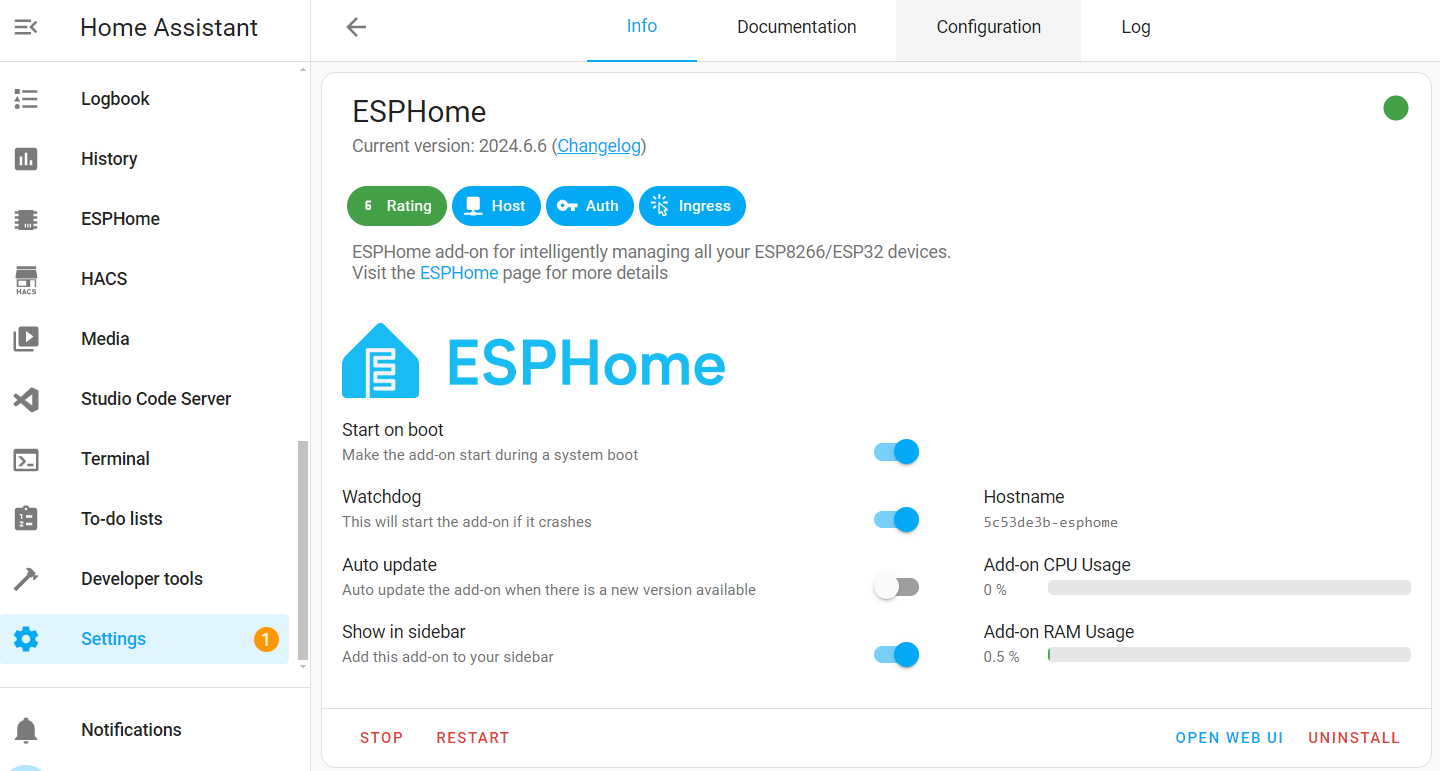 Home Assistant
Logbook
History
ESPHome
HACS
HACS
Media
Studio Code Server
Terminal
To-do lists
Developer tools
Settings
1
Notifications
Info
Documentation
Configuration
Log
ESPHome
Current version: 2024.6.6 (Changelog)
6 Rating
Host
Auth
Ingress
ESPHome add-on for intelligently managing all your ESP8266/ESP32 devices.
Visit the ESPHome page for more details
ESPHome
Start on boot
Make the add-on start during a system boot
Watchdog
This will start the add-on if it crashes
Auto update
Auto update the add-on when there is a new version available
Show in sidebar
Add this add-on to your sidebar
Hostname
5c53de3b-esphome
Add-on CPU Usage
0 %
Add-on RAM Usage
0.5 %
STOP
RESTART
OPEN WEB UI
UNINSTALL